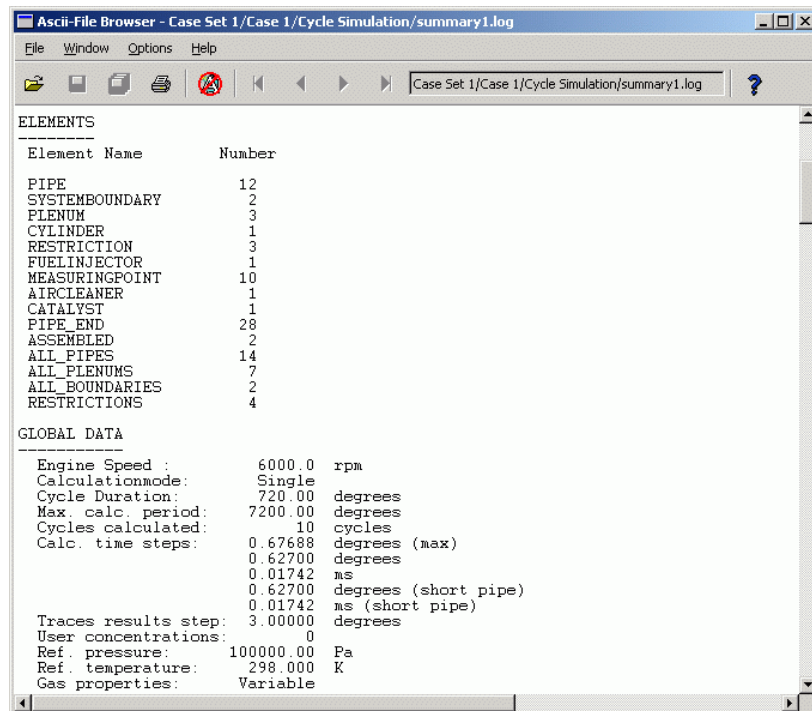 Ascii-File Browser - Case Set 1/Case 1/Cycle Simulation/summary1.log
File Window Options Help
Case Set 1/Case 1/Cycle Simulation/summary1.log
ELEMENTS
--------
Element Name Number
PIPE 12
SYSTEMBOUNDARY 2
PLENUM 3
CYLINDER 1
RESTRICTION 3
FUELINJECTOR 1
MEASURINGPOINT 10
AIRCLEANER 1
CATALYST 1
PIPE_END 28
ASSEMBLED 2
ALL_PIPES 14
ALL_PLENUMS 7
ALL_BOUNDARIES 2
RESTRICTIONS 4
GLOBAL DATA
-----------
Engine Speed : 6000.0 rpm
Calculationmode: Single
Cycle Duration: 720.00 degrees
Max. calc. period: 7200.00 degrees
Cycles calculated: 10 cycles
Calc. time steps: 0.67688 degrees (max)
0.62700 degrees
0.01742 ms
0.62700 degrees (short pipe)
0.01742 ms (short pipe)
Traces results step: 3.00000 degrees
User concentrations: 0
Ref. pressure: 100000.00 Pa
Ref. temperature: 298.000 K
Gas properties: Variable